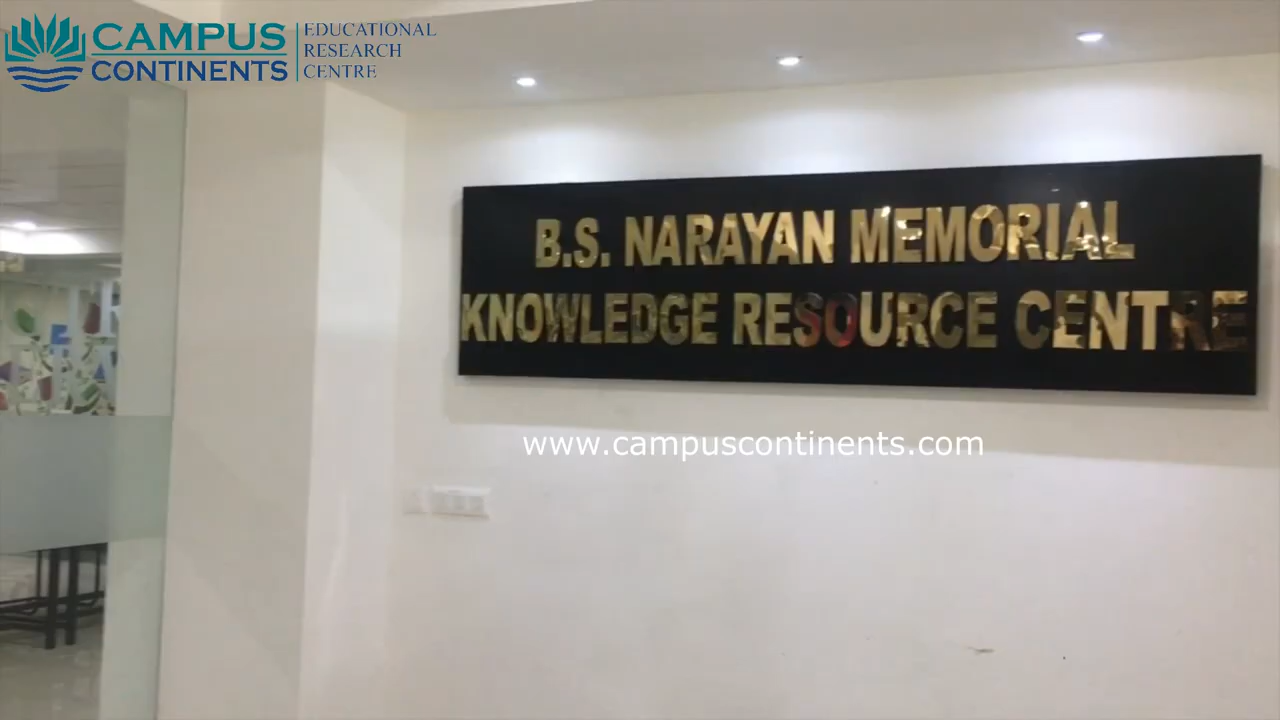 CAMPUS
CONTINENTS
EDUCATIONAL
RESEARCH
CENTRE
B.S. NARAYAN MEMORIAL
KNOWLEDGE RESOURCE CENTRE
www.campuscontinents.com